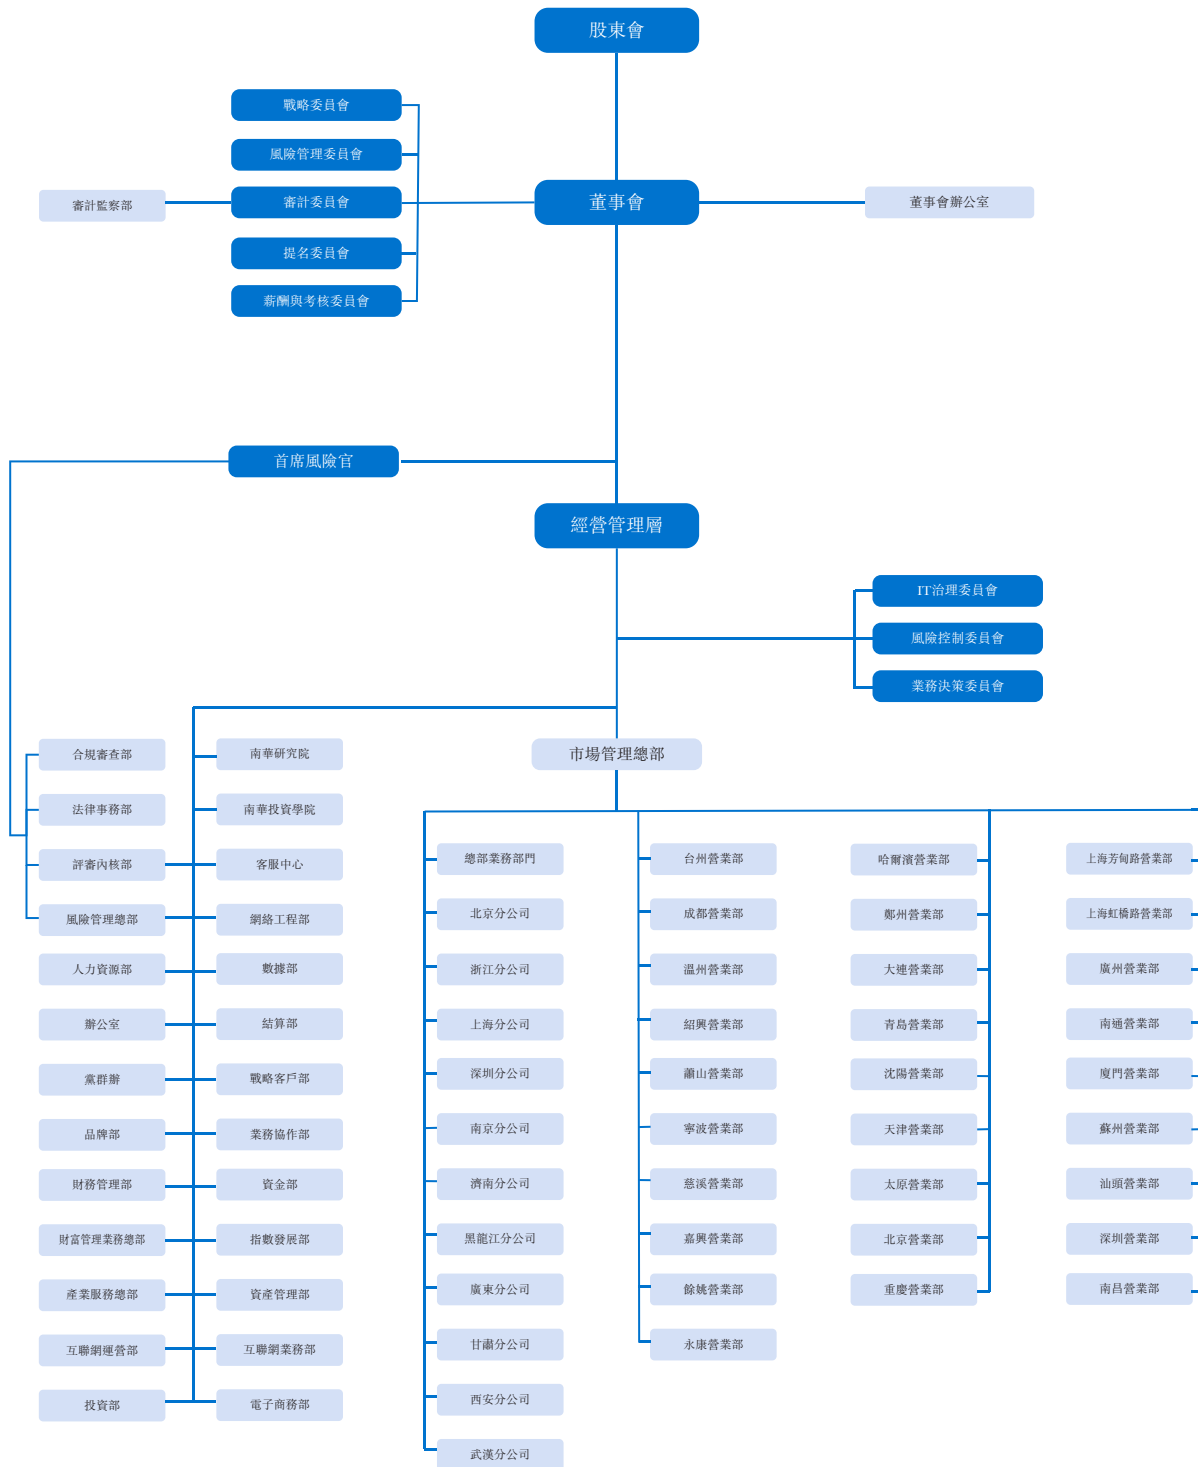 股東會
戰略委員會
風險管理委員會
審計監察部
審計委員會
董事會
董事會辦公室
提名委員會
薪酬與考核委員會
首席風險官
經營管理層
IT治理委員會
風險控制委員會
業務決策委員會
市場管理總部
合規審查部
法律事務部
評審內核部
風險管理總部
人力資源部
辦公室
黨群辦
品牌部
財務管理部
財富管理業務總部
產業服務總部
互聯網運營部
投資部
南華研究院
南華投資學院
客服中心
網絡工程部
數據部
結算部
戰略客戶部
業務協作部
資金部
指數發展部
資產管理部
互聯網業務部
電子商務部
總部業務部門
北京分公司
浙江分公司
上海分公司
深圳分公司
南京分公司
濟南分公司
黑龍江分公司
廣東分公司
甘肅分公司
西安分公司
武漢分公司
台州營業部
成都營業部
溫州營業部
紹興營業部
蕭山營業部
寧波營業部
慈溪營業部
嘉興營業部
餘姚營業部
永康營業部
哈爾濱營業部
鄭州營業部
大連營業部
青島營業部
沈陽營業部
天津營業部
太原營業部
北京營業部
重慶營業部
上海芳甸路營業部
上海虹橋路營業部
廣州營業部
南通營業部
廈門營業部
蘇州營業部
汕頭營業部
深圳營業部
南昌營業部